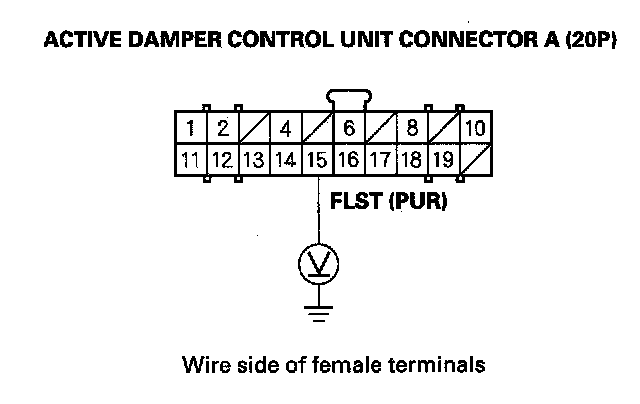 ACTIVE DAMPER CONTROL UNIT CONNECTOR A (20P)
1 2 4 6 8 10
11 12 13 14 15 16 17 18 19
FLST (PUR)
V
Wire side of female terminals